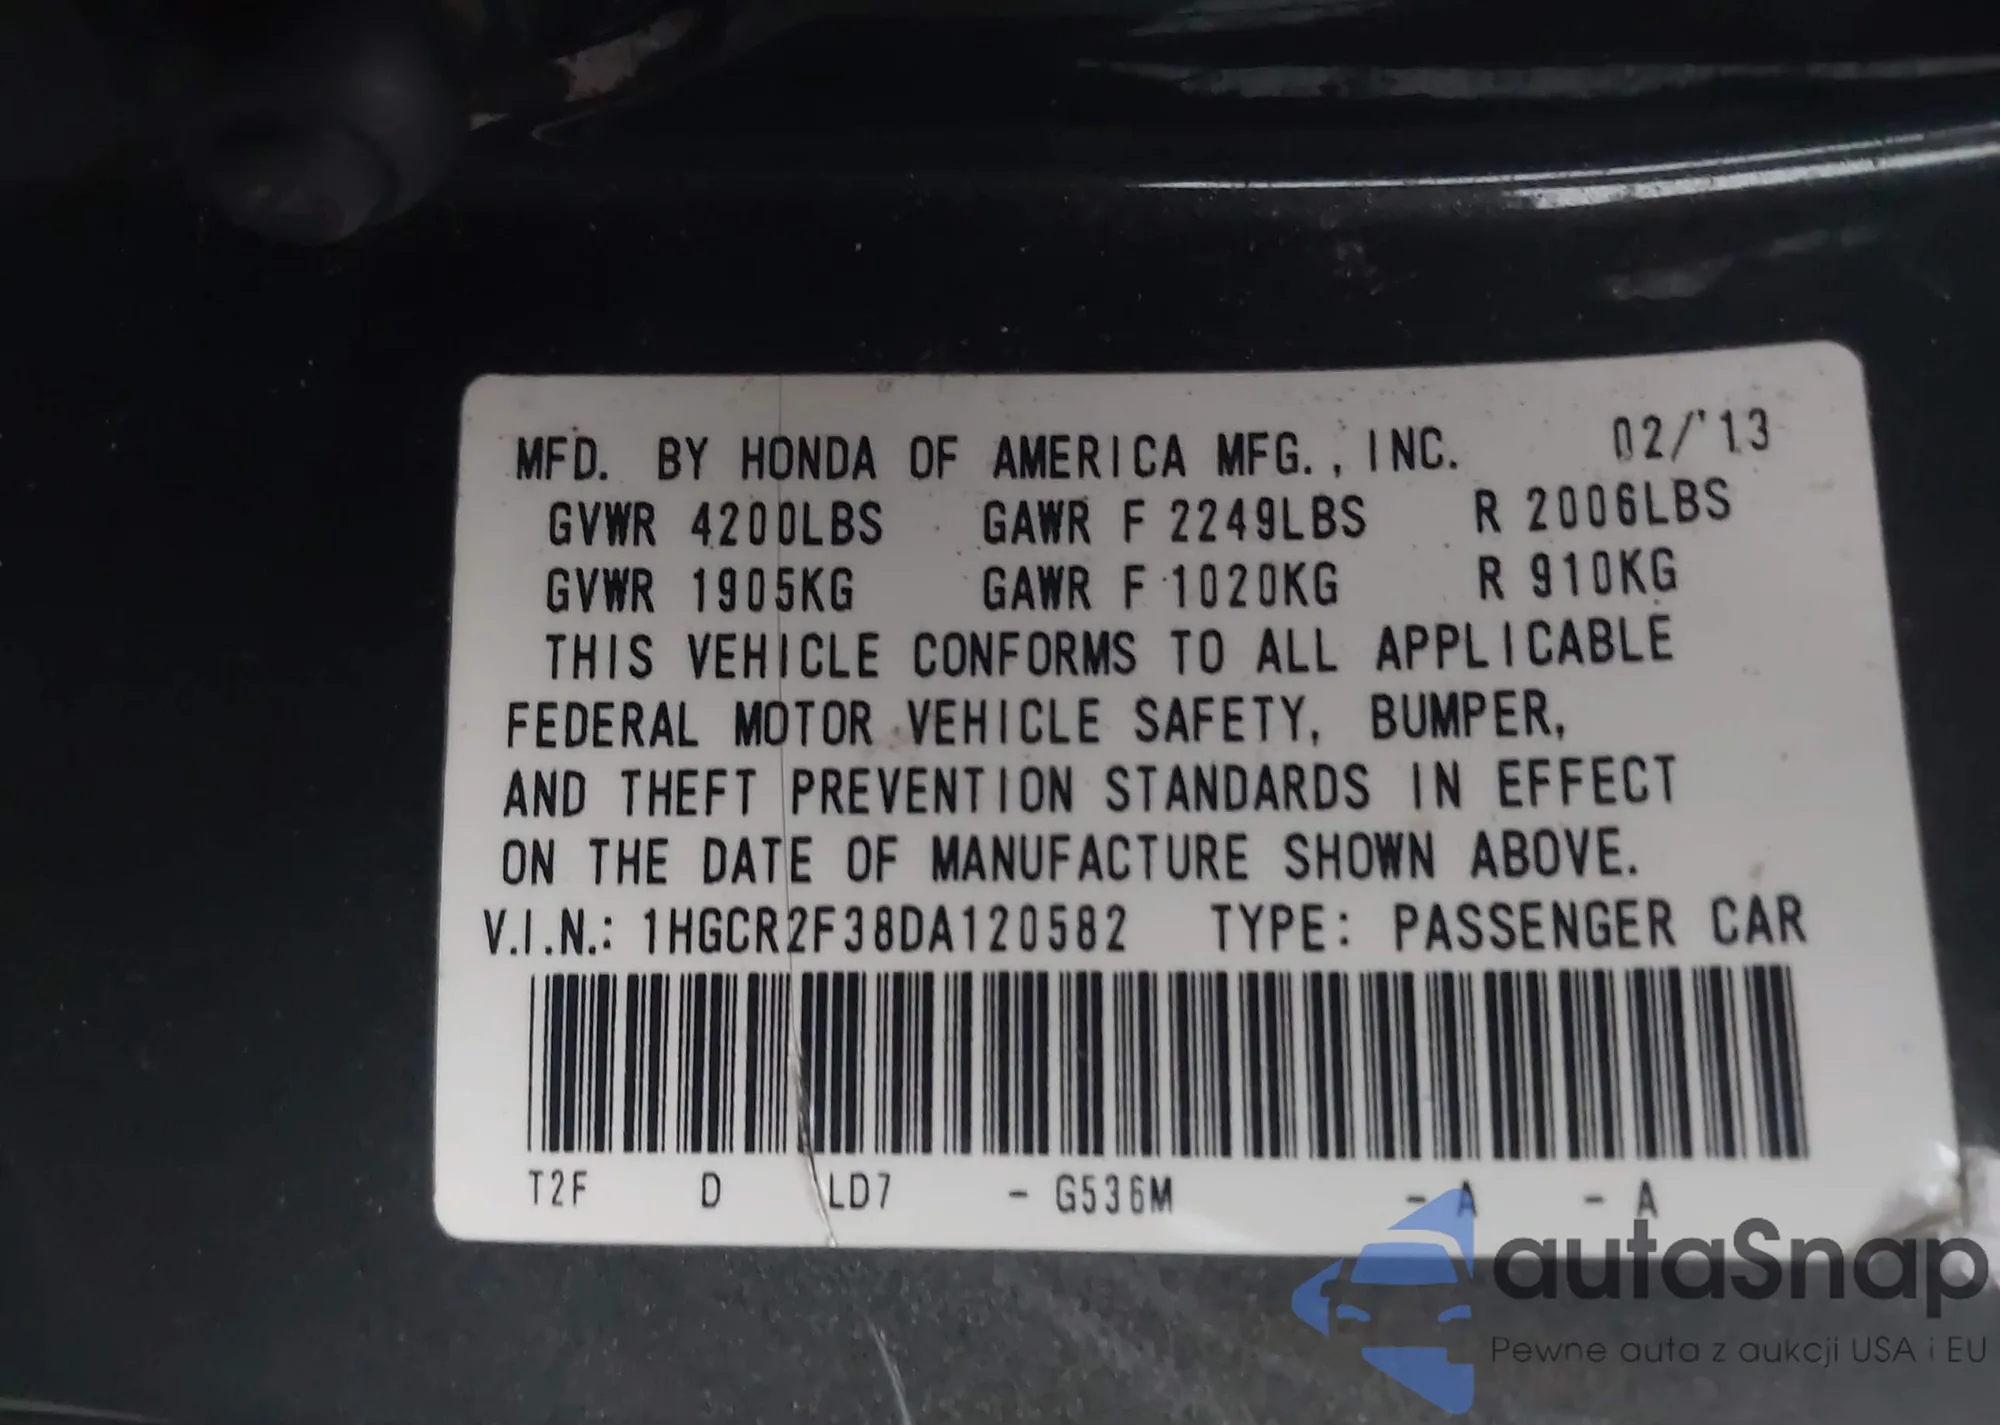 MFD. BY HONDA OF AMERICA MFG., INC. 02/'13
GVWR 4200LBS GAWR F 2249LBS R 2006LBS
GVWR 1905KG GAWR F 1020KG R 910KG
THIS VEHICLE CONFORMS TO ALL APPLICABLE
FEDERAL MOTOR VEHICLE SAFETY, BUMPER,
AND THEFT PREVENTION STANDARDS IN EFFECT
ON THE DATE OF MANUFACTURE SHOWN ABOVE.
V.I.N.: 1HGCR2F38DA120582 TYPE: PASSENGER CAR
T2F D LD7 - G536M - A - A
autaSnap
Pewne auta z aukcji USA i EU